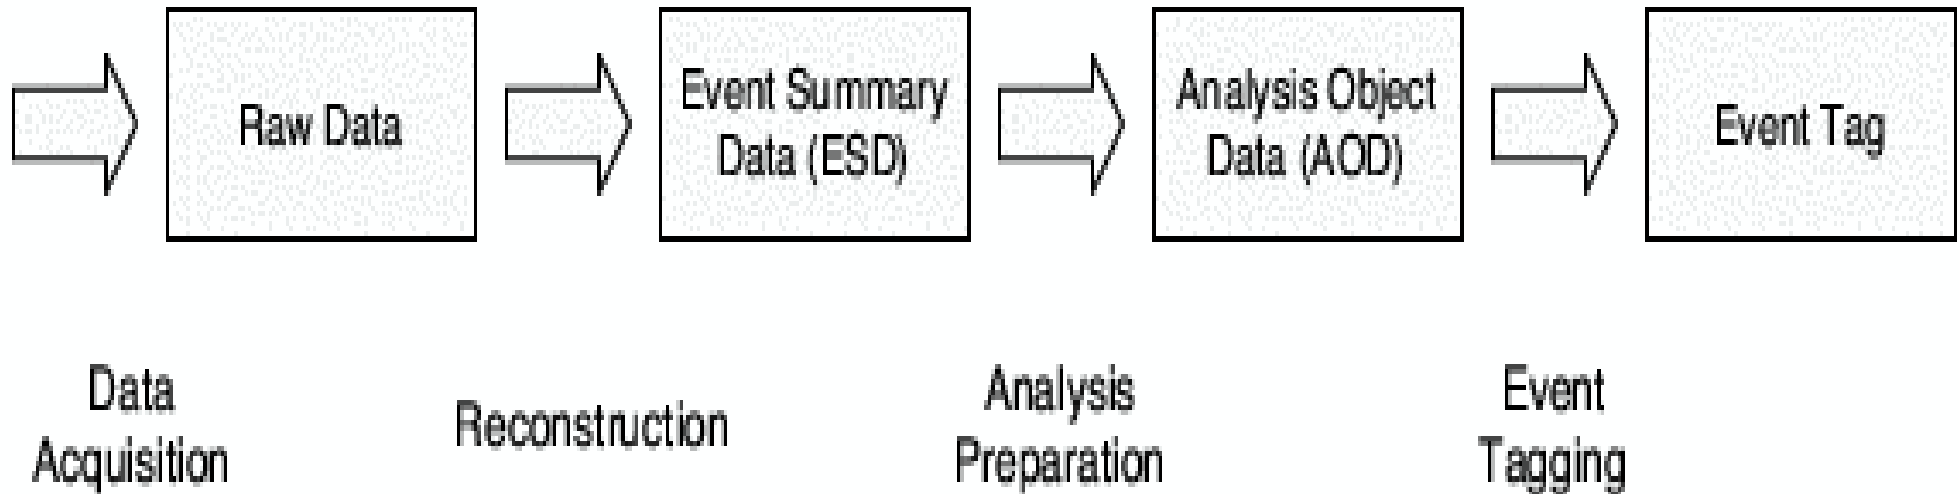 Raw Data
Event Summary
Data (ESD)
Analysis Object
Data (AOD)
Event Tag
Data
Acquisition
Reconstruction
Analysis
Preparation
Event
Tagging